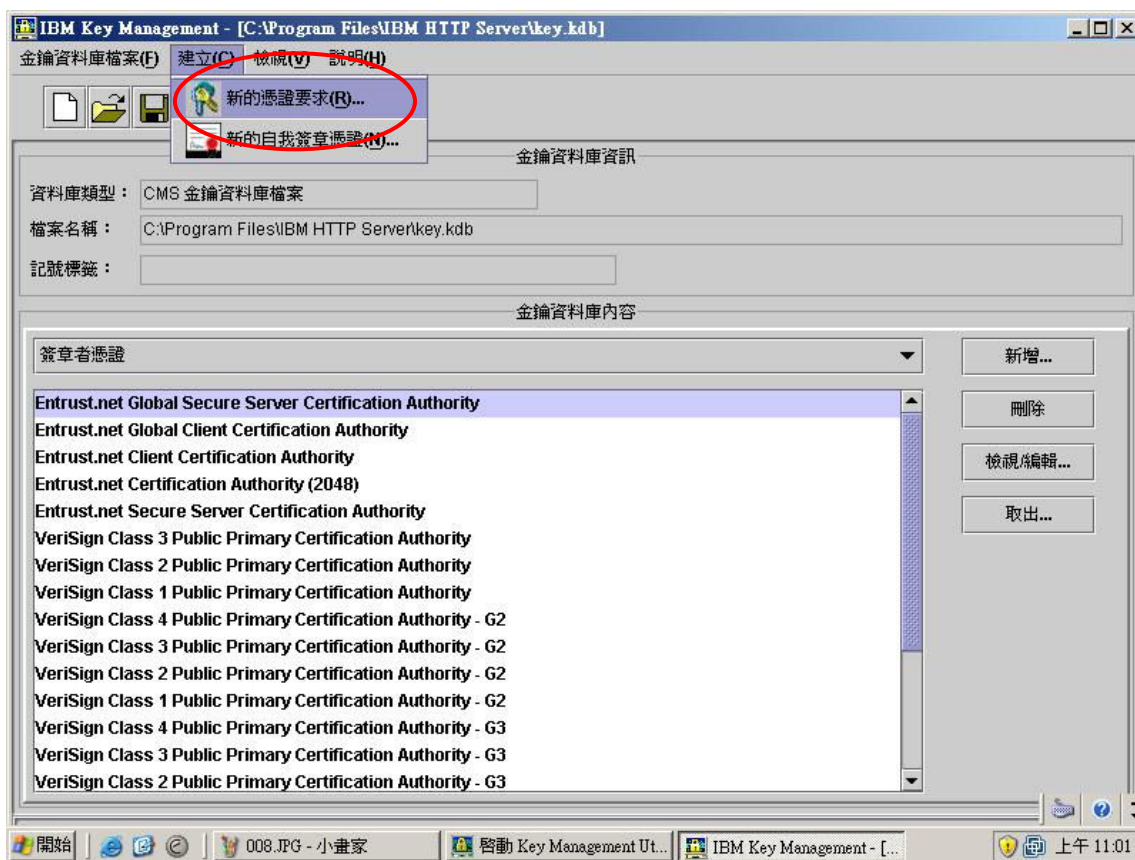 IBM Key Management - [C:\Program Files\IBM HTTP Server\key.kdb]
金鑰資料庫檔案(F) 建立(C) 檢視(V) 說明(H)
新的憑證要求(R)...
新的自我簽章憑證(N)...
金鑰資料庫資訊
資料庫類型： CMS 金鑰資料庫檔案
檔案名稱： C:\Program Files\IBM HTTP Server\key.kdb
記號標籤：
金鑰資料庫內容
簽章者憑證
新增...
Entrust.net Global Secure Server Certification Authority
刪除
Entrust.net Global Client Certification Authority
Entrust.net Client Certification Authority
檢視/編輯...
Entrust.net Certification Authority (2048)
Entrust.net Secure Server Certification Authority
取出...
VeriSign Class 3 Public Primary Certification Authority
VeriSign Class 2 Public Primary Certification Authority
VeriSign Class 1 Public Primary Certification Authority
VeriSign Class 4 Public Primary Certification Authority - G2
VeriSign Class 3 Public Primary Certification Authority - G2
VeriSign Class 2 Public Primary Certification Authority - G2
VeriSign Class 1 Public Primary Certification Authority - G2
VeriSign Class 4 Public Primary Certification Authority - G3
VeriSign Class 3 Public Primary Certification Authority - G3
VeriSign Class 2 Public Primary Certification Authority - G3
開始 008.JPG - 小畫家 啓動 Key Management Ut... IBM Key Management - [... 上午 11:01